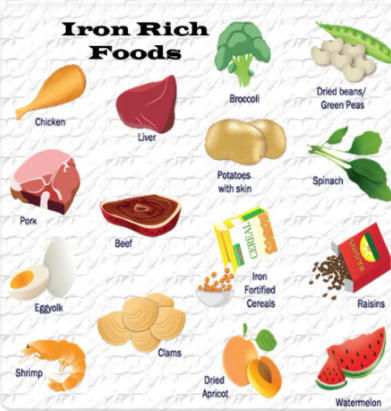 Iron Rich
Foods
Chicken
Liver
Broccoli
Dried beans/
Green Peas
Pork
Beef
Potatoes
with skin
Spinach
Eggyolk
Clams
CEREAL
Iron
Fortified
Cereals
RAISINS
Raisins
Shrimp
Dried
Apricot
Watermelon